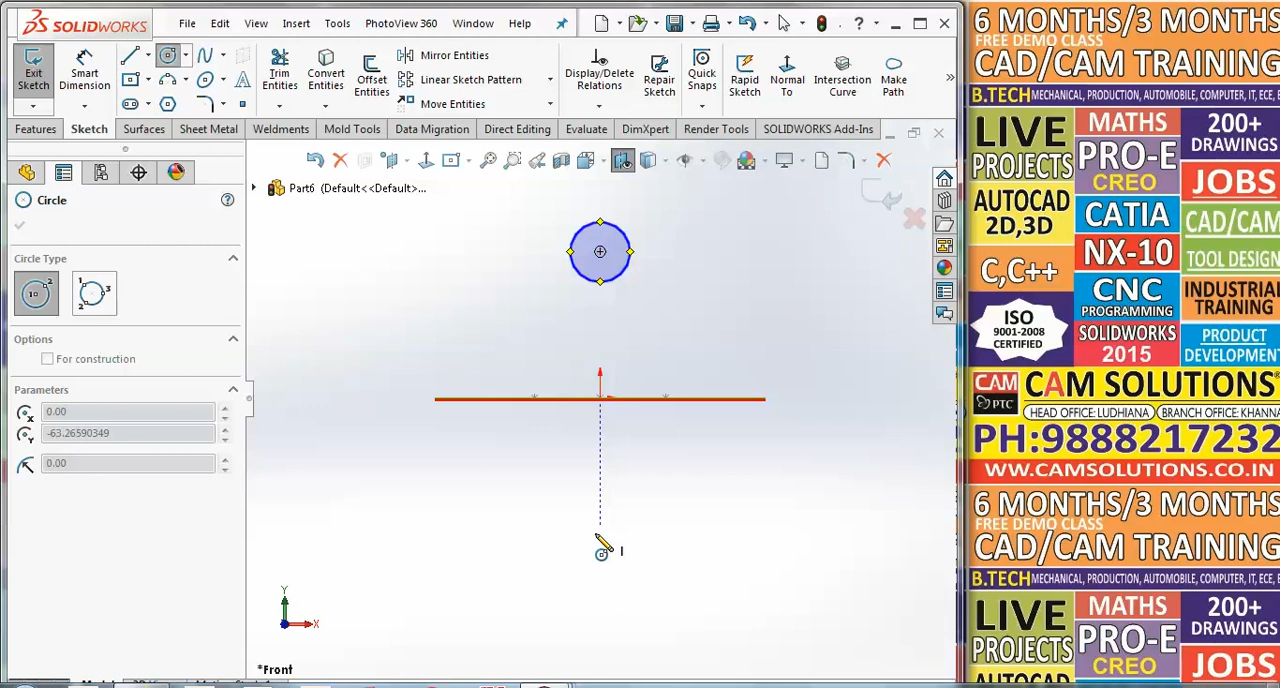 SOLIDWORKS
File Edit View Insert Tools PhotoView 360 Window Help
Exit Sketch
Smart Dimension
Trim Entities
Convert Entities
Offset Entities
Mirror Entities
Linear Sketch Pattern
Move Entities
Display/Delete Relations
Repair Sketch
Quick Snaps
Rapid Sketch
Normal To
Intersection Curve
Make Path
Features Sketch Surfaces Sheet Metal Weldments Mold Tools Data Migration Direct Editing Evaluate DimXpert Render Tools SOLIDWORKS Add-Ins
Part6 (Default<<Default>...
Circle
Circle Type
Options
For construction
Parameters
0.00
-63.26590349
0.00
Y
X
*Front
6 MONTHS/3 MONTHS
FREE DEMO CLASS
CAD/CAM TRAINING
B.TECH MECHANICAL, PRODUCTION, AUTOMOBILE, COMPUTER, IT, ECE,
LIVE PROJECTS
MATHS
200+ DRAWINGS
PRO-E CREO
JOBS
AUTOCAD 2D,3D
CATIA
CAD/CAM
NX-10
TOOL DESIGN
C,C++
CNC PROGRAMMING
INDUSTRIAL TRAINING
ISO 9001-2008 CERTIFIED
SOLIDWORKS 2015
PRODUCT DEVELOPMENT
CAM PTC
CAM SOLUTIONS
HEAD OFFICE: LUDHIANA BRANCH OFFICE: KHANNA
PH:9888217232
WW.CAMSOLUTIONS.CO.IN
6 MONTHS/3 MONTHS
FREE DEMO CLASS
CAD/CAM TRAINING
B.TECH MECHANICAL, PRODUCTION, AUTOMOBILE, COMPUTER, IT, ECE,
LIVE PROJECTS
MATHS
200+ DRAWINGS
PRO-E CREO
JOBS